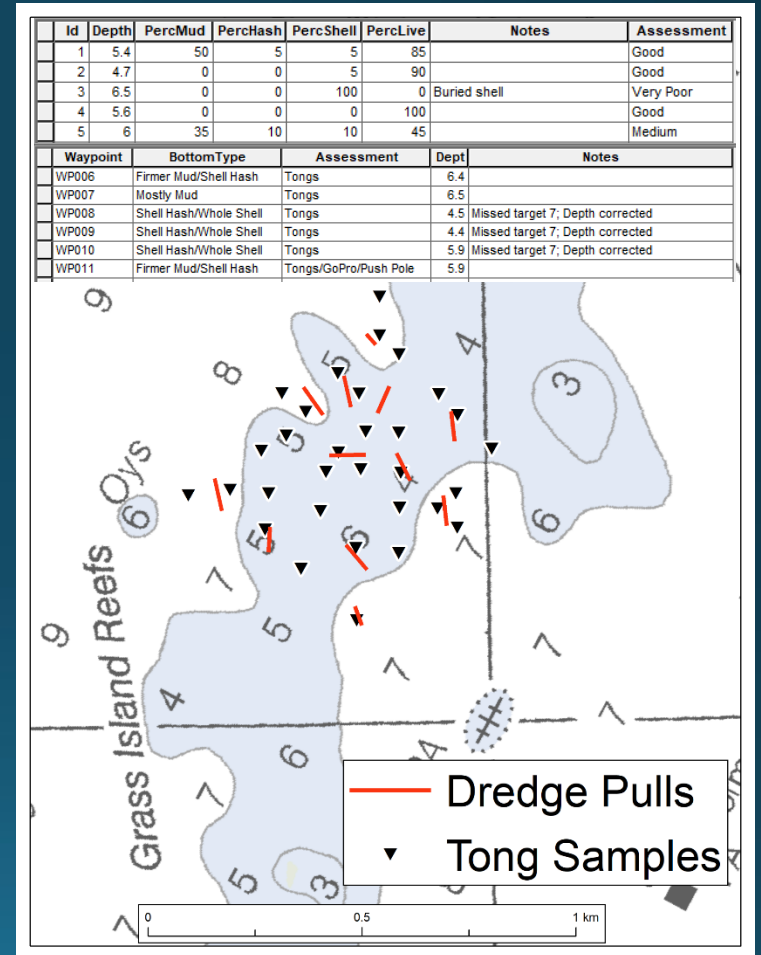 Id Depth PercMud PercHash PercShell PercLive Notes Assessment
1 5.4 50 5 5 85 Good
2 4.7 0 0 5 90 Good
3 6.5 0 0 100 0 Buried shell Very Poor
4 5.6 0 0 0 100 Good
5 6 35 10 10 45 Medium
Waypoint BottomType Assessment Dept Notes
WP006 Firmer Mud/Shell Hash Tongs 6.4
WP007 Mostly Mud Tongs 6.5
WP008 Shell Hash/Whole Shell Tongs 4.5 Missed target 7; Depth corrected
WP009 Shell Hash/Whole Shell Tongs 4.4 Missed target 7; Depth corrected
WP010 Shell Hash/Whole Shell Tongs 5.9 Missed target 7; Depth corrected
WP011 Firmer Mud/Shell Hash Tongs/GoPro/Push Pole 5.9
9
4
5
8
3
5
Oys
4
6
6
5
6
7
7
5
9
7
7
Grass Island Reefs
4
7
6
7
5
3
7
Dredge Pulls
Tong Samples
0 0.5 1 km